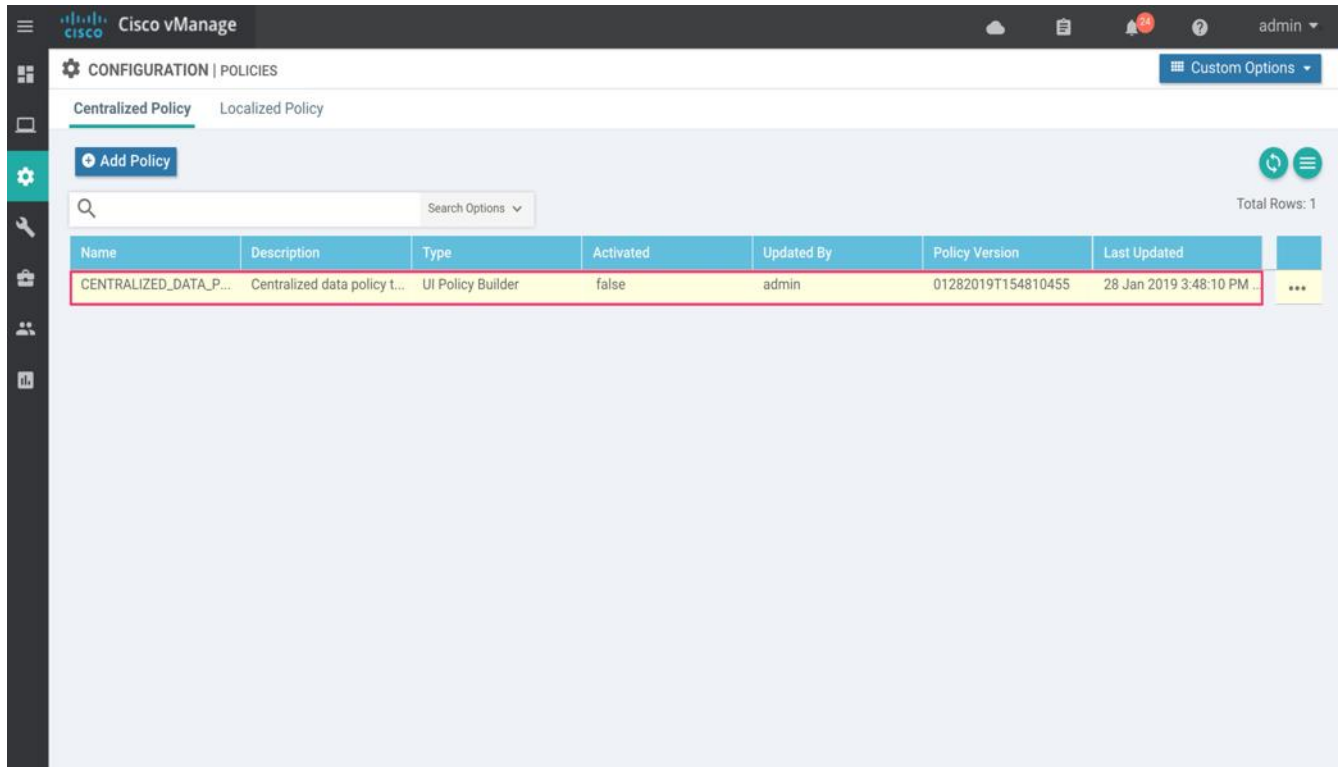 cisco Cisco vManage
24
admin
CONFIGURATION | POLICIES
Custom Options
Centralized Policy Localized Policy
Add Policy
Search Options
Total Rows: 1
Name Description Type Activated Updated By Policy Version Last Updated
CENTRALIZED_DATA_P... Centralized data policy t... UI Policy Builder false admin 01282019T154810455 28 Jan 2019 3:48:10 PM ...